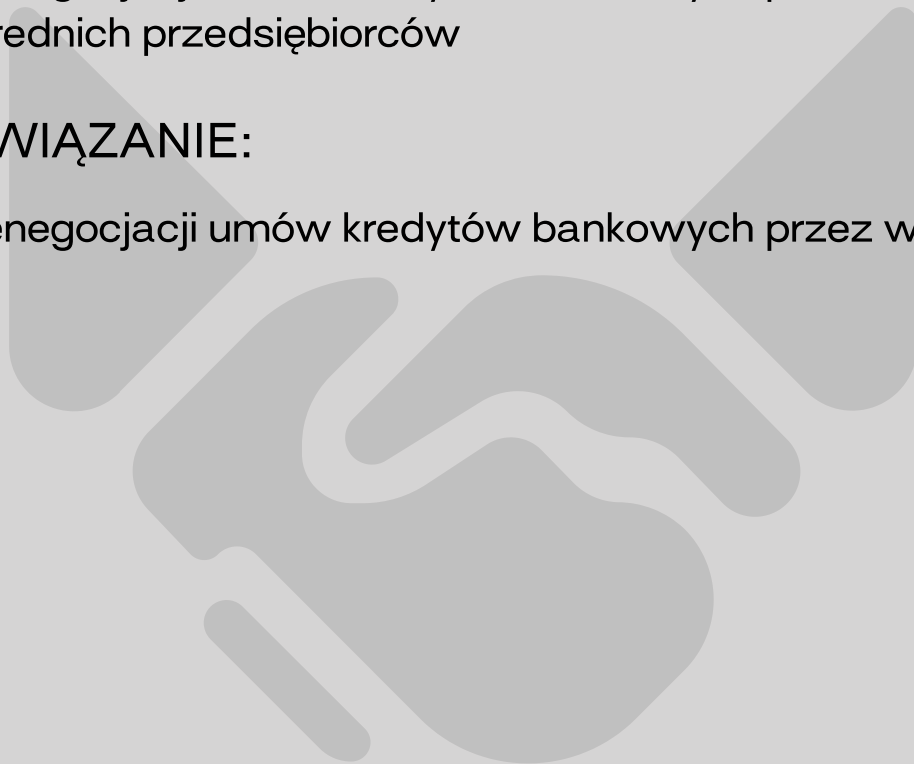 rednich przedsiębiorców
WIĄZANIE:
enegocjacji umów kredytów bankowych przez w